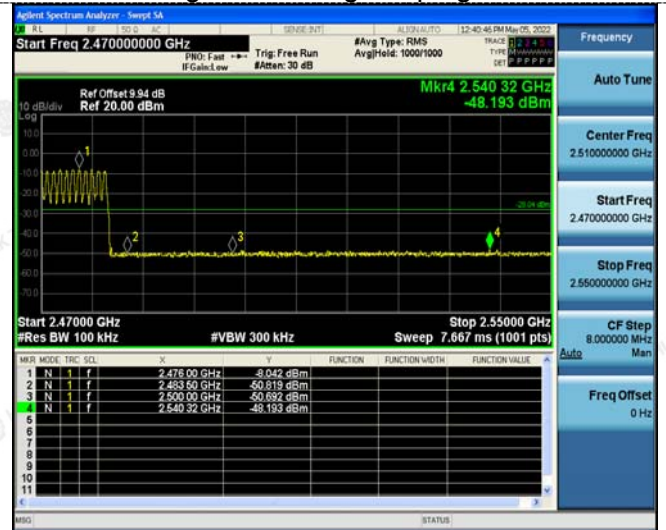 Agilent Spectrum Analyzer - Swept SA
RL RF 50 Ω AC SENSE:INT ALIGN AUTO 12:40:46 PM May 05, 2022
Start Freq 2.470000000 GHz
PNO: Fast
IFGain:Low
Trig: Free Run
#Atten: 30 dB
#Avg Type: RMS
Avg|Hold: 1000/1000
TRACE 1 2 3 4 5 6
TYPE
DET P P P P P P
Mkr4 2.540 32 GHz
-48.193 dBm
Ref Offset 9.94 dB
Ref 20.00 dBm
10 dB/div
Log
10.0
0.00
-10.0
-20.0
-30.0
-40.0
-50.0
-60.0
-70.0
1
2
3
4
-28.04 dBm
Start 2.47000 GHz
Stop 2.55000 GHz
#Res BW 100 kHz #VBW 300 kHz Sweep 7.667 ms (1001 pts)
MKR MODE TRC SCL X Y FUNCTION FUNCTION WIDTH FUNCTION VALUE
1 N 1 f 2.476 00 GHz -8.042 dBm
2 N 1 f 2.483 50 GHz -50.819 dBm
3 N 1 f 2.500 00 GHz -50.692 dBm
4 N 1 f 2.540 32 GHz -48.193 dBm
5
6
7
8
9
10
11
MSG STATUS
Frequency
Auto Tune
Center Freq
2.510000000 GHz
Start Freq
2.470000000 GHz
Stop Freq
2.550000000 GHz
CF Step
8.000000 MHz
Auto Man
Freq Offset
0 Hz